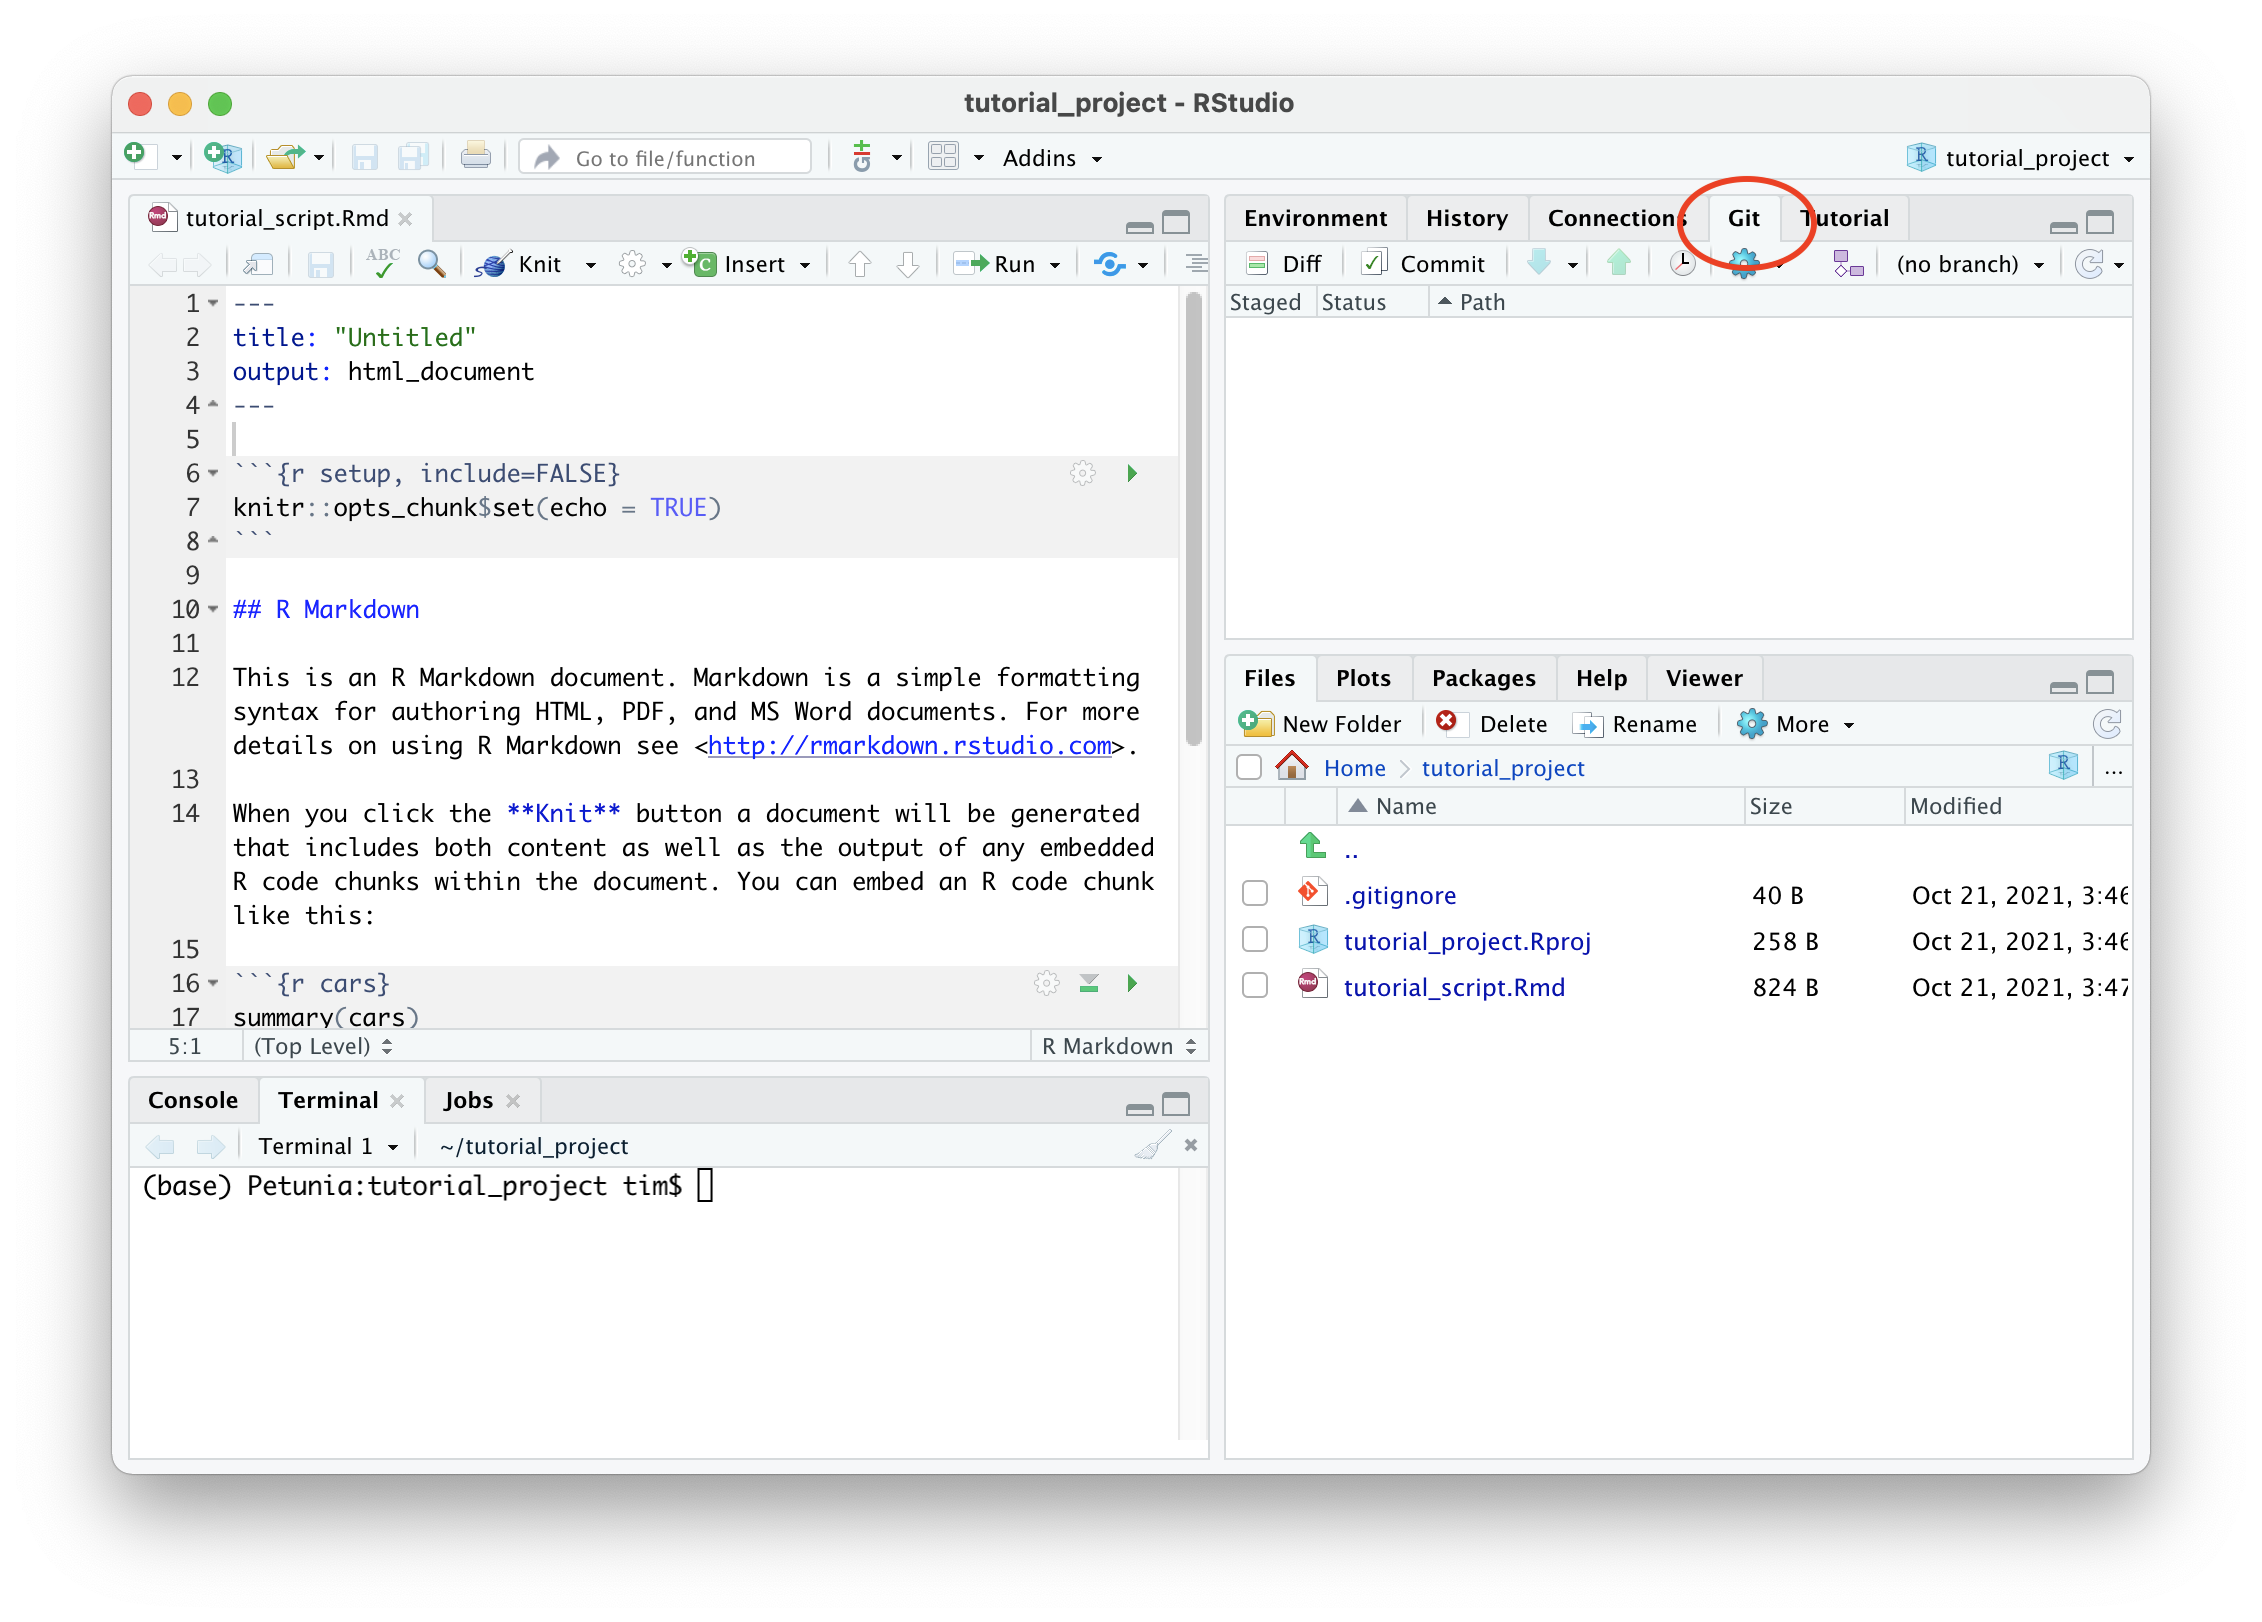 tutorial_project - RStudio
Go to file/function
Addins
tutorial_project
tutorial_script.Rmd
ABC
Knit
Insert
Run
1 ---
2 title: "Untitled"
3 output: html_document
4 ---
5
6 ```{r setup, include=FALSE}
7 knitr::opts_chunk$set(echo = TRUE)
8 ```
9
10 ## R Markdown
11
12 This is an R Markdown document. Markdown is a simple formatting
syntax for authoring HTML, PDF, and MS Word documents. For more
details on using R Markdown see <http://rmarkdown.rstudio.com>.
13
14 When you click the **Knit** button a document will be generated
that includes both content as well as the output of any embedded
R code chunks within the document. You can embed an R code chunk
like this:
15
16 ```{r cars}
17 summary(cars)
5:1 (Top Level) R Markdown
Console Terminal Jobs
Terminal 1 ~/tutorial_project
(base) Petunia:tutorial_project tim$
Environment History Connections Git Tutorial
Diff Commit (no branch)
Staged Status Path
Files Plots Packages Help Viewer
New Folder Delete Rename More
Home tutorial_project ...
Name Size Modified
..
.gitignore 40 B Oct 21, 2021, 3:46
tutorial_project.Rproj 258 B Oct 21, 2021, 3:46
tutorial_script.Rmd 824 B Oct 21, 2021, 3:47